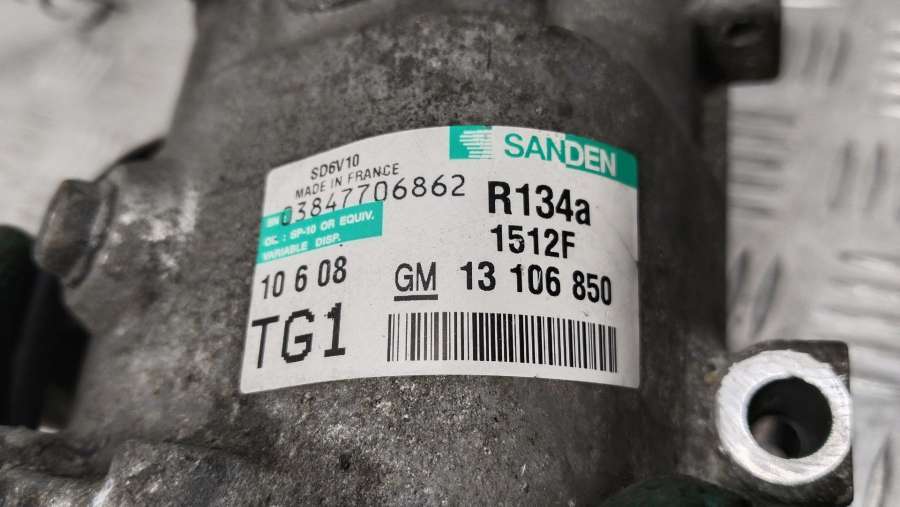 SANDEN
SD6V10
MADE IN FRANCE
SN 03847706862
OIL : SP-10 OR EQUIV.
VARIABLE DISP.
R134a
1512F
10 6 08
GM 13 106 850
TG1